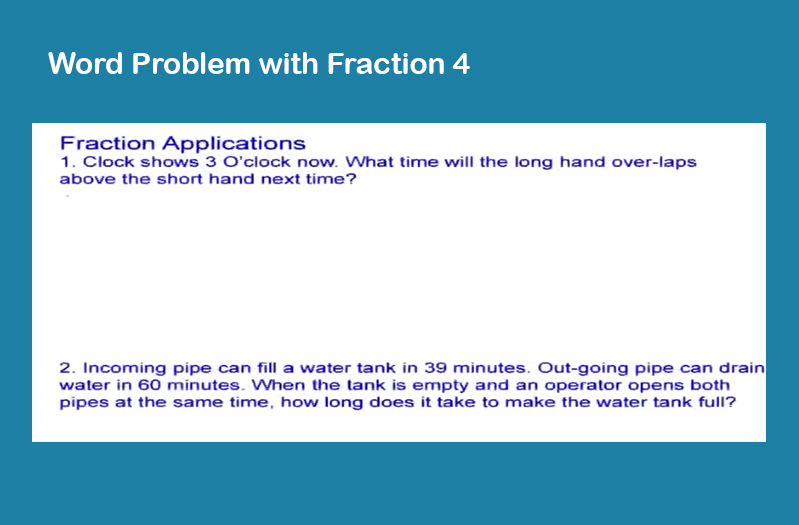 Word Problem with Fraction 4
Fraction Applications
1. Clock shows 3 O'clock now. What time will the long hand over-laps
above the short hand next time?
2. Incoming pipe can fill a water tank in 39 minutes. Out-going pipe can drain
water in 60 minutes. When the tank is empty and an operator opens both
pipes at the same time, how long does it take to make the water tank full?